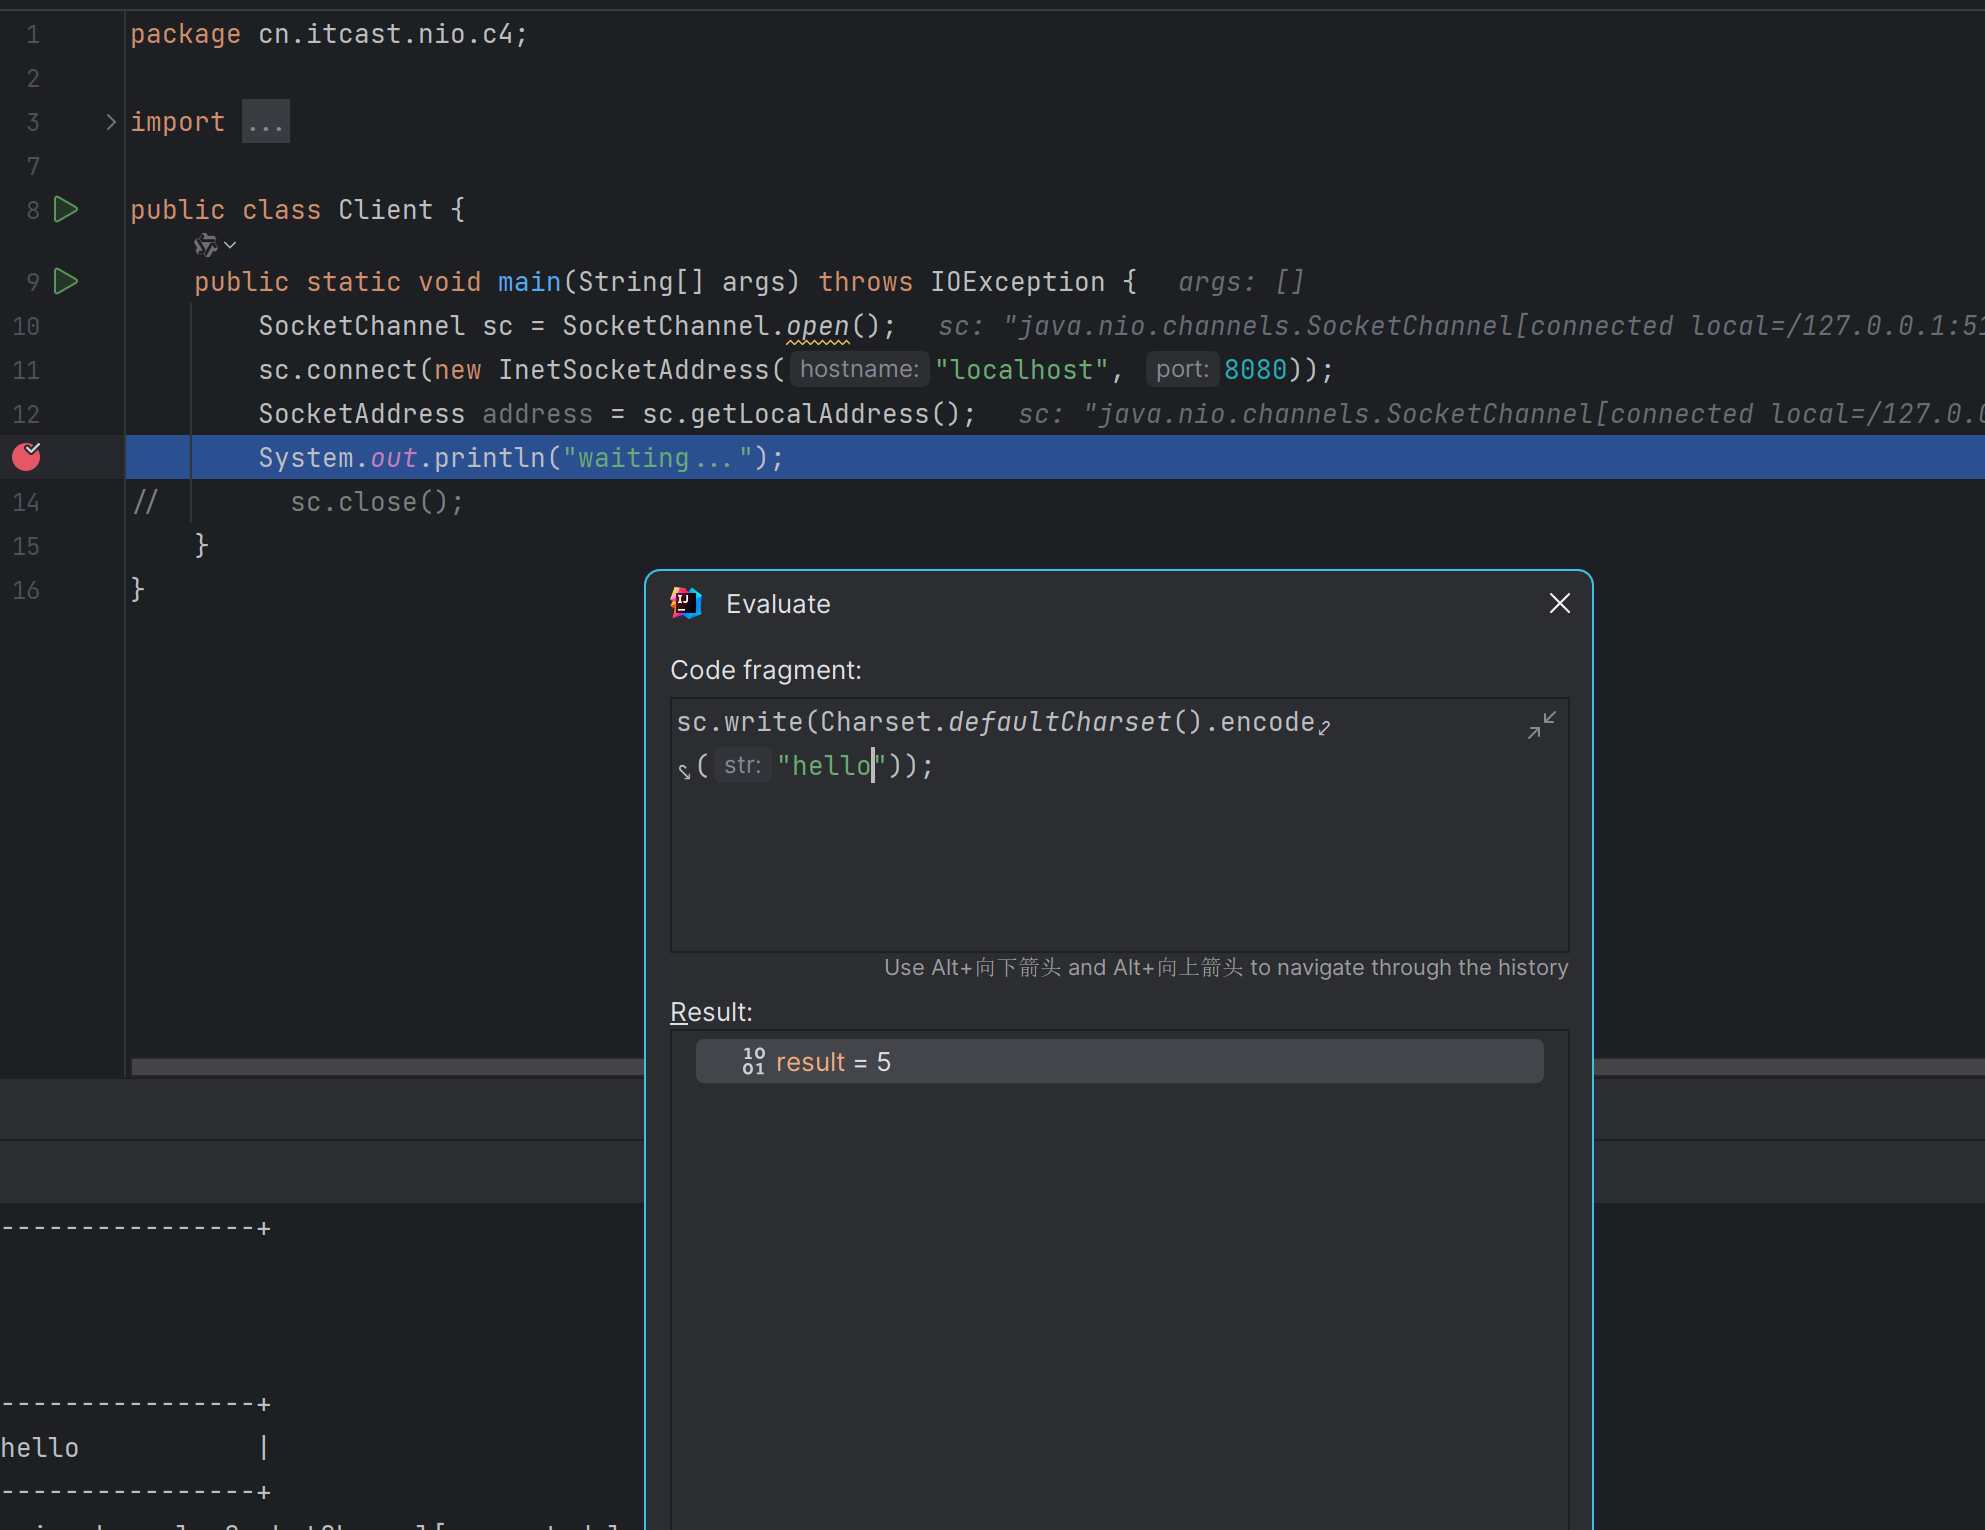 1 package cn.itcast.nio.c4;
2
3 import ...
7
8 public class Client {
9 public static void main(String[] args) throws IOException { args: []
10 SocketChannel sc = SocketChannel.open(); sc: "java.nio.channels.SocketChannel[connected local=/127.0.0.1:51
11 sc.connect(new InetSocketAddress( hostname: "localhost", port: 8080));
12 SocketAddress address = sc.getLocalAddress(); sc: "java.nio.channels.SocketChannel[connected local=/127.0.0
System.out.println("waiting...");
14 // sc.close();
15 }
16 }
IJ Evaluate
Code fragment:
sc.write(Charset.defaultCharset().encode
( str: "hello"));
Use Alt+向下箭头 and Alt+向上箭头 to navigate through the history
Result:
10 01 result = 5
----------------+
----------------+
hello |
----------------+